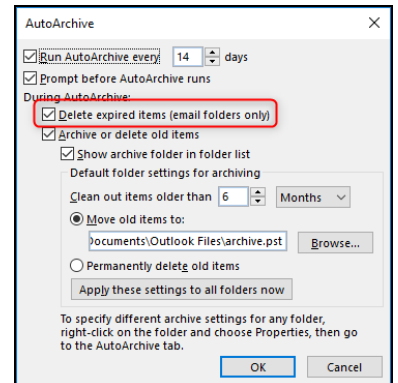 AutoArchive
Run AutoArchive every 14 days
Prompt before AutoArchive runs
During AutoArchive:
Delete expired items (email folders only)
Archive or delete old items
Show archive folder in folder list
Default folder settings for archiving
Clean out items older than 6 Months
Move old items to:
Documents\Outlook Files\archive.pst Browse...
Permanently delete old items
Apply these settings to all folders now
To specify different archive settings for any folder,
right-click on the folder and choose Properties, then go
to the AutoArchive tab.
OK Cancel